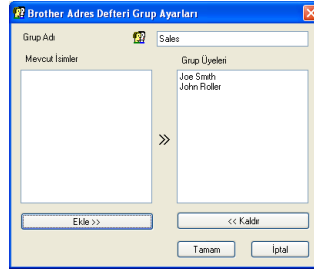 Brother Adres Defteri Grup Ayarları
Grup Adı
Sales
Mevcut İsimler
Grup Üyeleri
Joe Smith
John Roller
Ekle >>
<< Kaldır
Tamam
İptal